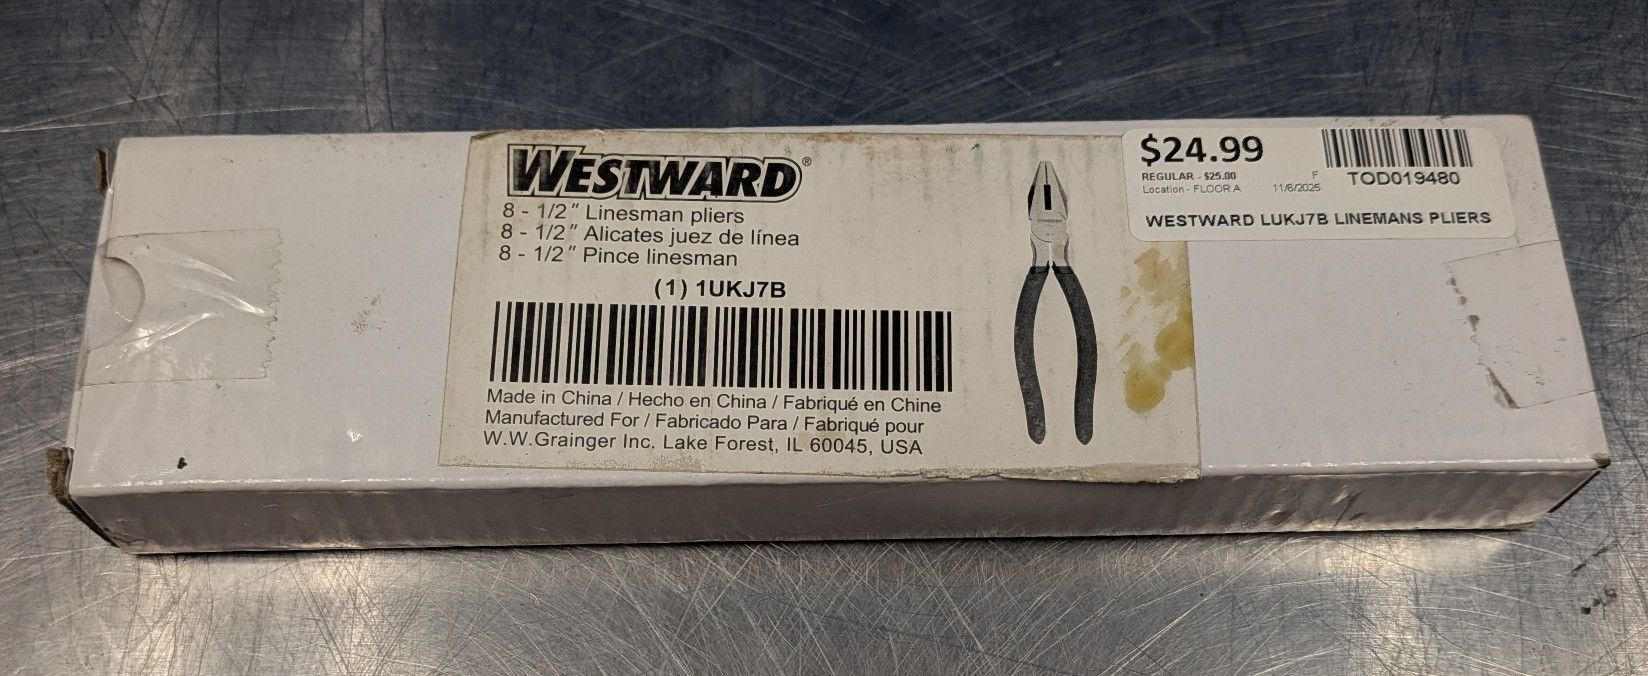 WESTWARD®
8 - 1/2" Linesman pliers
8 - 1/2" Alicates juez de línea
8 - 1/2" Pince linesman
(1) 1UKJ7B
Made in China / Hecho en China / Fabriqué en Chine
Manufactured For / Fabricado Para / Fabriqué pour
W.W.Grainger Inc. Lake Forest, IL 60045, USA
$24.99
REGULAR - $25.00
F
Location - FLOOR A 11/6/2025
TOD019480
WESTWARD LUKJ7B LINEMANS PLIERS